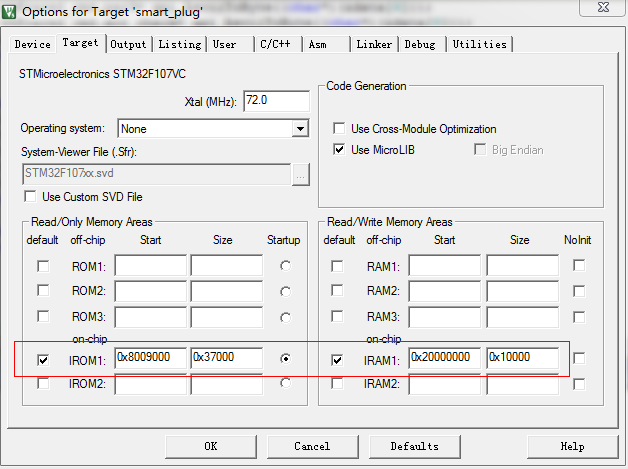 Options for Target 'smart_plug'
Device Target Output Listing User C/C++ Asm Linker Debug Utilities
STMicroelectronics STM32F107VC
Xtal (MHz): 72.0
Operating system: None
System-Viewer File (.Sfr):
STM32F107xx.svd ...
Use Custom SVD File
Code Generation
Use Cross-Module Optimization
Use MicroLIB Big Endian
Read/Only Memory Areas
default off-chip Start Size Startup
ROM1:
ROM2:
ROM3:
on-chip
IROM1: 0x8009000 0x37000
IROM2:
Read/Write Memory Areas
default off-chip Start Size NoInit
RAM1:
RAM2:
RAM3:
on-chip
IRAM1: 0x20000000 0x10000
IRAM2:
OK Cancel Defaults Help